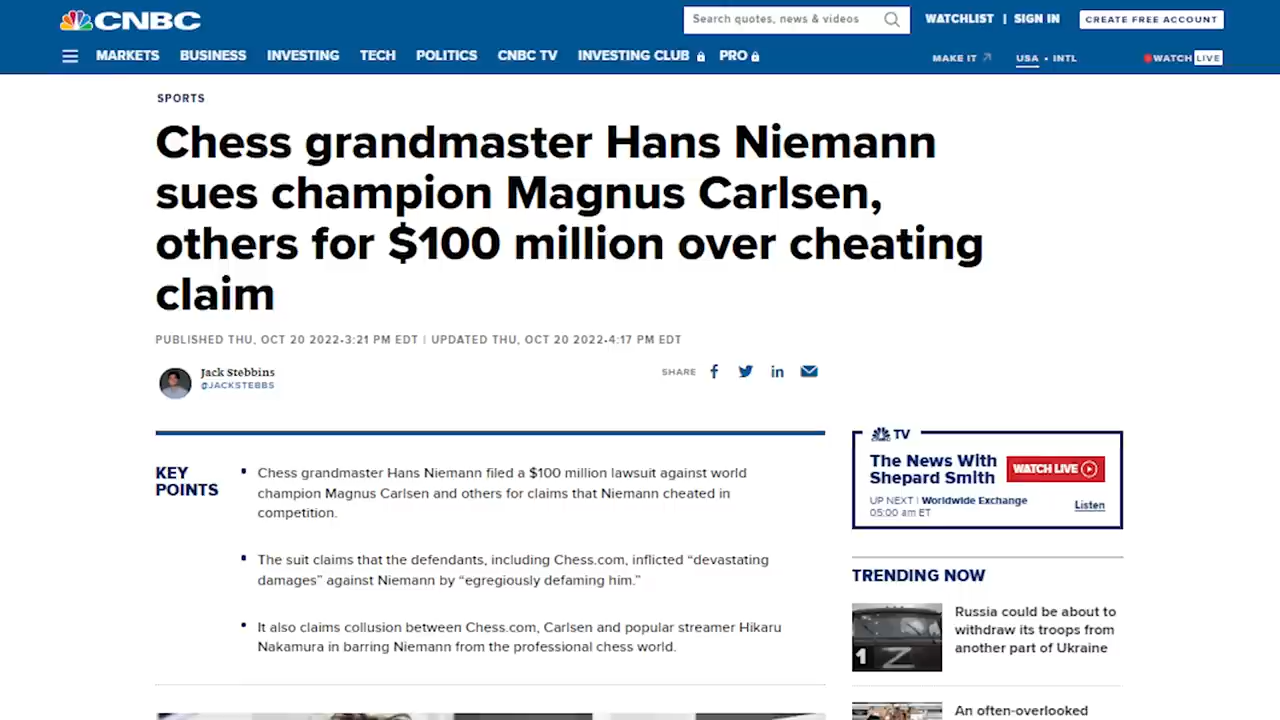 CNBC
Search quotes, news & videos
WATCHLIST | SIGN IN
CREATE FREE ACCOUNT
MARKETS BUSINESS INVESTING TECH POLITICS CNBC TV INVESTING CLUB PRO
MAKE IT USA • INTL WATCH LIVE
SPORTS
Chess grandmaster Hans Niemann
sues champion Magnus Carlsen,
others for $100 million over cheating
claim
PUBLISHED THU, OCT 20 2022•3:21 PM EDT | UPDATED THU, OCT 20 2022•4:17 PM EDT
Jack Stebbins
@JACKSTEBBS
SHARE
KEY
POINTS
Chess grandmaster Hans Niemann filed a $100 million lawsuit against world
champion Magnus Carlsen and others for claims that Niemann cheated in
competition.
The suit claims that the defendants, including Chess.com, inflicted “devastating
damages” against Niemann by “egregiously defaming him.”
It also claims collusion between Chess.com, Carlsen and popular streamer Hikaru
Nakamura in barring Niemann from the professional chess world.
TV
The News With
Shepard Smith
WATCH LIVE
UP NEXT | Worldwide Exchange
05:00 am ET
Listen
TRENDING NOW
Russia could be about to
withdraw its troops from
another part of Ukraine
1 Z
An often-overlooked